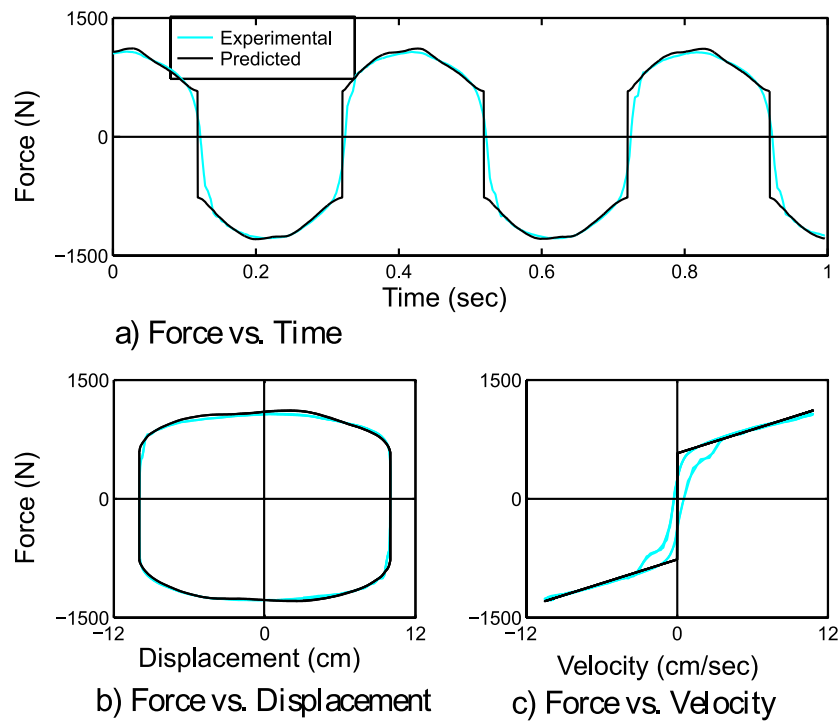 1500
Experimental
Predicted
Force (N)
0
−1500
0 0.2 0.4 0.6 0.8 1
Time (sec)
a) Force vs. Time
1500 1500
Force (N)
0 0
−1500 −1500
−12 0 12 −12 0 12
Displacement (cm) Velocity (cm/sec)
b) Force vs. Displacement c) Force vs. Velocity